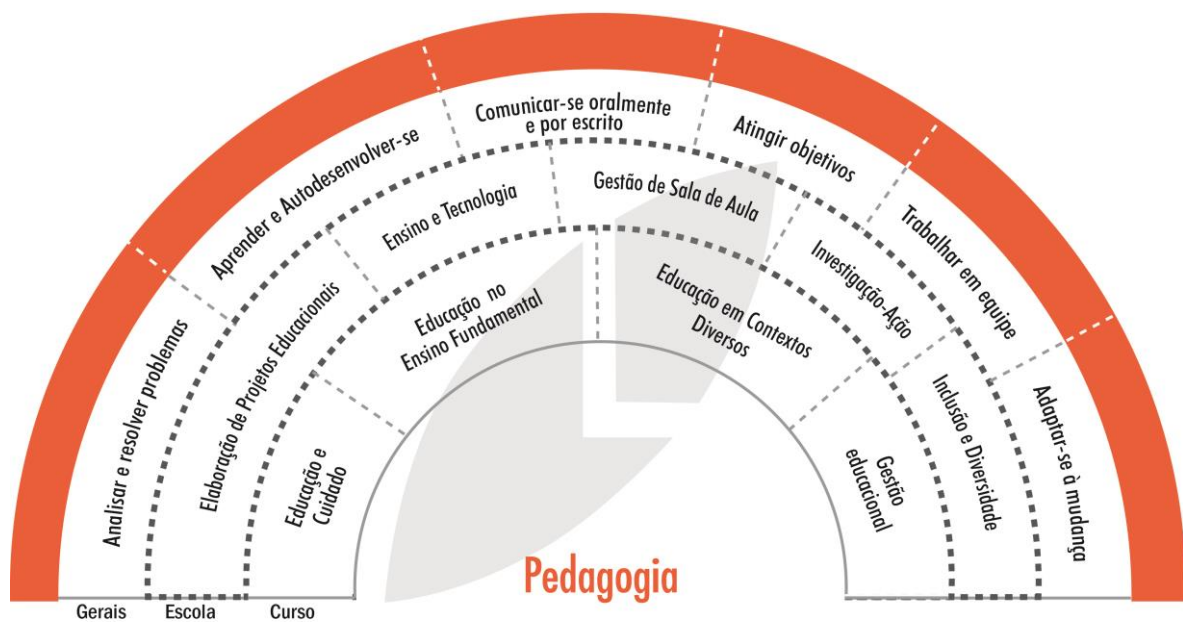 Analisar e resolver problemas
Aprender e Autodesenvolver-se
Comunicar-se oralmente
e por escrito
Atingir objetivos
Trabalhar em equipe
Adaptar-se à mudança
Elaboração de Projetos Educacionais
Ensino e Tecnologia
Gestão de Sala de Aula
Investigação-Ação
Inclusão e Diversidade
Educação e
Cuidado
Educação no
Ensino Fundamental
Educação em Contextos
Diversos
Gestão
educacional
Pedagogia
Gerais
Escola
Curso